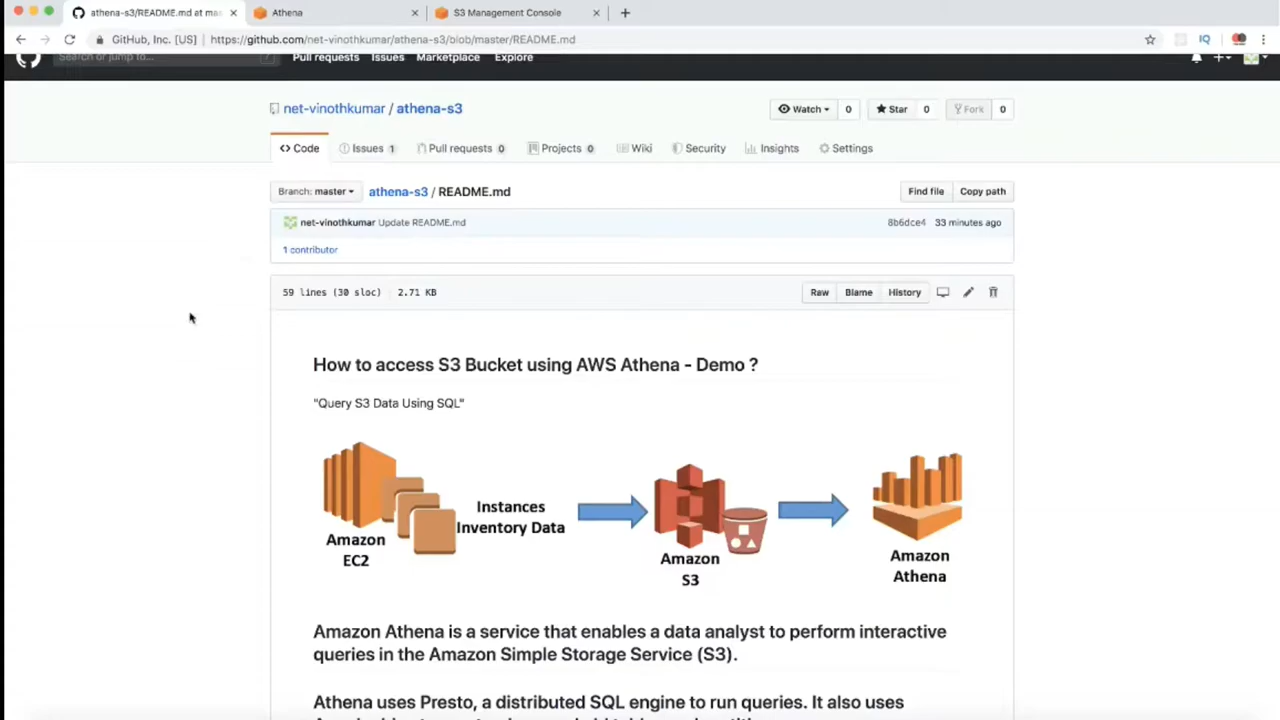 athena-s3/README.md at mas
Athena
S3 Management Console
GitHub, Inc. [US] | https://github.com/net-vinothkumar/athena-s3/blob/master/README.md
Search or jump to...
Pull requests Issues Marketplace Explore
net-vinothkumar / athena-s3
Watch 0 Star 0 Fork 0
Code Issues 1 Pull requests 0 Projects 0 Wiki Security Insights Settings
Branch: master athena-s3 / README.md Find file Copy path
net-vinothkumar Update README.md 8b6dce4 33 minutes ago
1 contributor
59 lines (30 sloc) 2.71 KB Raw Blame History
How to access S3 Bucket using AWS Athena - Demo ?
"Query S3 Data Using SQL"
Instances
Inventory Data
Amazon
EC2
Amazon
S3
Amazon
Athena
Amazon Athena is a service that enables a data analyst to perform interactive
queries in the Amazon Simple Storage Service (S3).
Athena uses Presto, a distributed SQL engine to run queries. It also uses